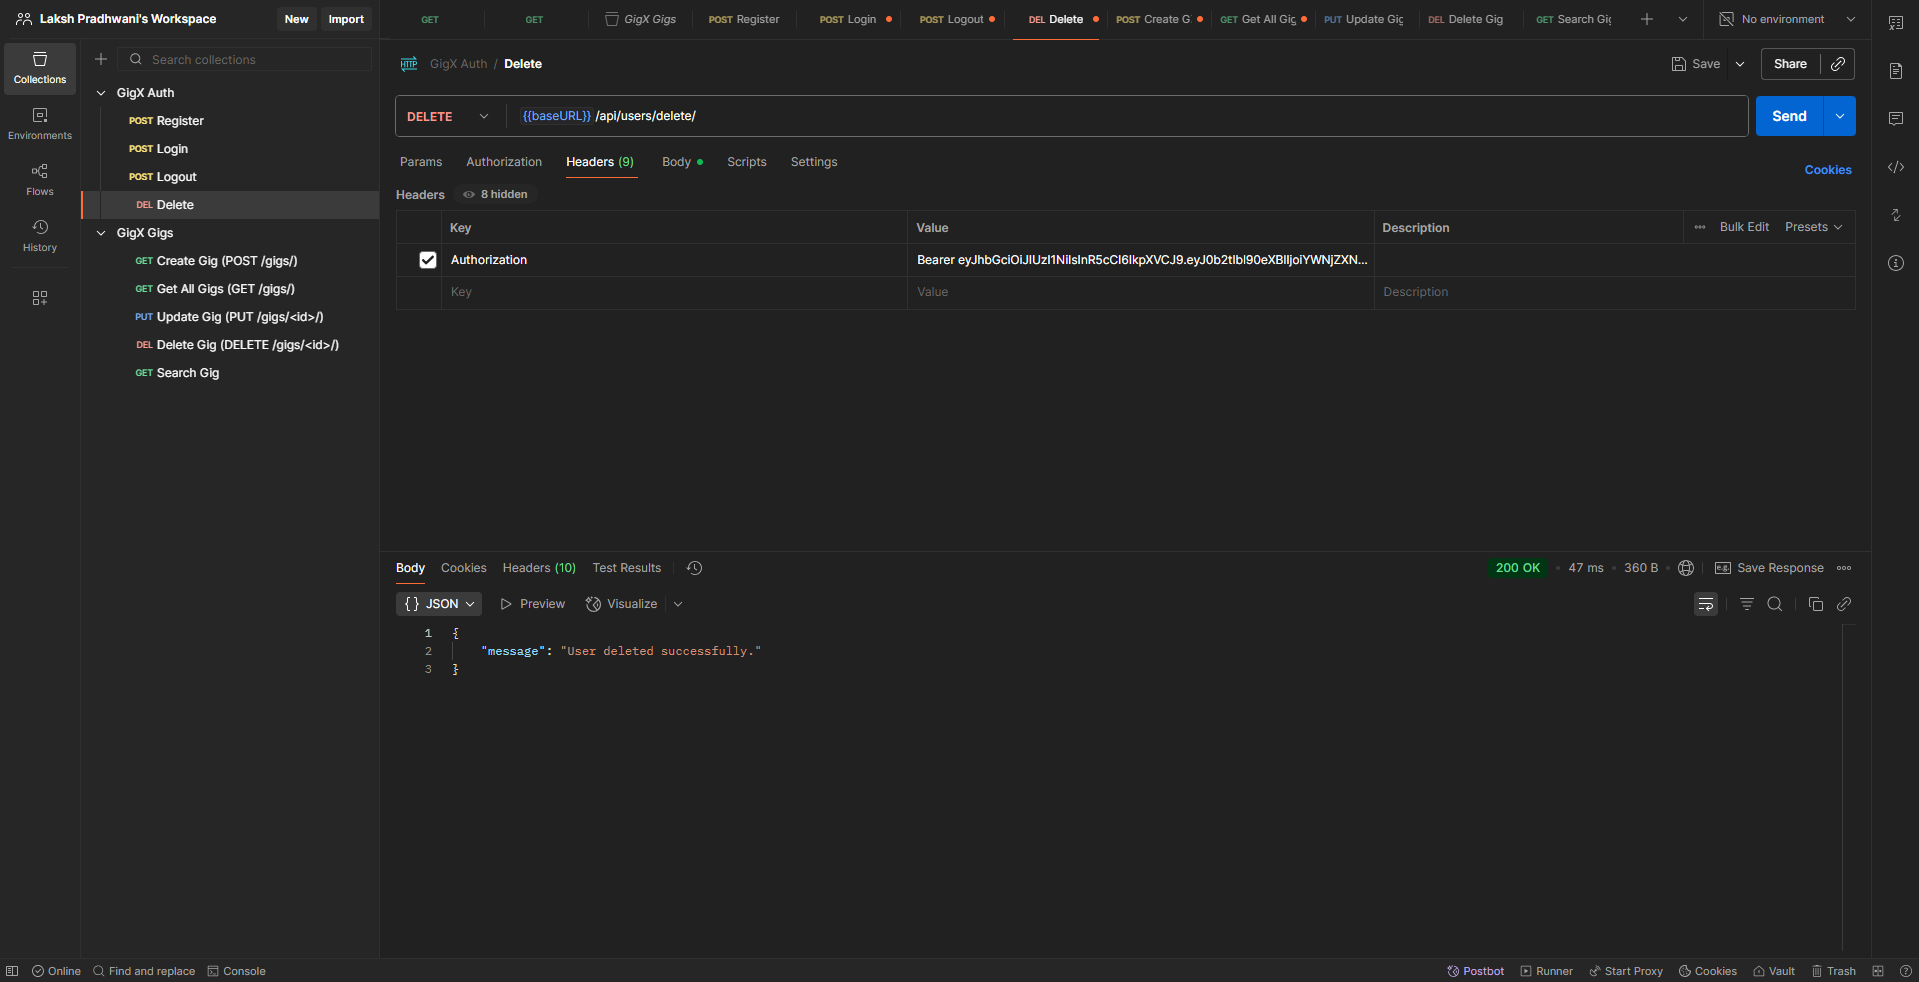 Laksh Pradhwani's Workspace
New
Import
GET
GET
GigX Gigs
POST Register
POST Login
POST Logout
DEL Delete
POST Create G
GET Get All Gig
PUT Update Gig
DEL Delete Gig
GET Search Gig
No environment
Collections
Environments
Flows
History
Search collections
GigX Auth
POST Register
POST Login
POST Logout
DEL Delete
GigX Gigs
GET Create Gig (POST /gigs/)
GET Get All Gigs (GET /gigs/)
PUT Update Gig (PUT /gigs/<id>/)
DEL Delete Gig (DELETE /gigs/<id>/)
GET Search Gig
HTTP GigX Auth / Delete
Save
Share
DELETE
{{baseURL}} /api/users/delete/
Send
Params
Authorization
Headers (9)
Body
Scripts
Settings
Cookies
Headers
8 hidden
Key
Value
Description
Bulk Edit
Presets
Authorization
Key
Value
Description
Body
Cookies
Headers (10)
Test Results
200 OK
47 ms
360 B
e.g. Save Response
{} JSON
Preview
Visualize
1 {
2 "message": "User deleted successfully."
3 }
Online
Find and replace
Console
Postbot
Runner
Start Proxy
Cookies
Vault
Trash